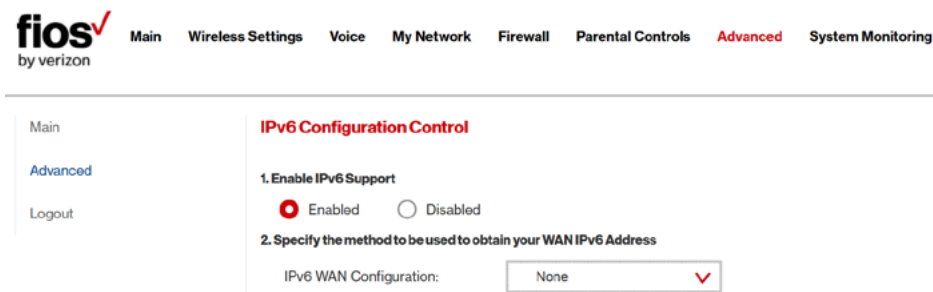 fios
by verizon
Main Wireless Settings Voice My Network Firewall Parental Controls Advanced System Monitoring
Main
Advanced
Logout
IPv6 Configuration Control
1. Enable IPv6 Support
Enabled Disabled
2. Specify the method to be used to obtain your WAN IPv6 Address
IPv6 WAN Configuration: None